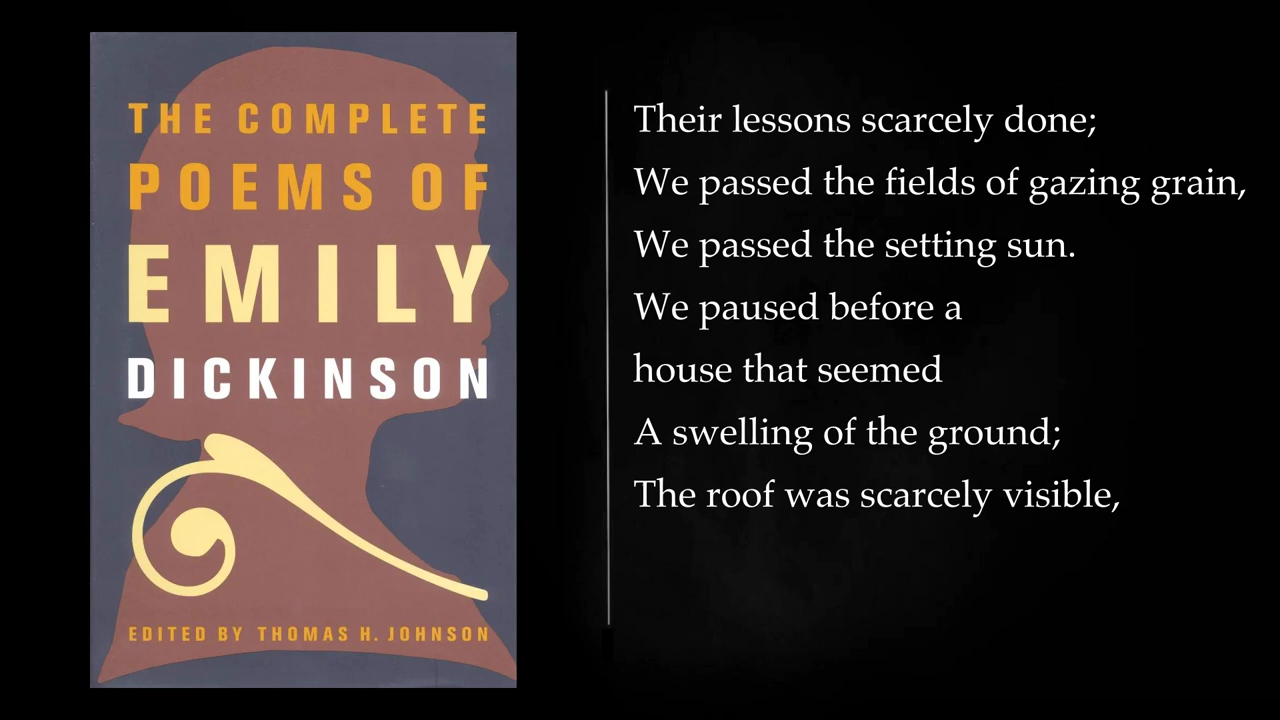 THE COMPLETE
POEMS OF
EMILY
DICKINSON
EDITED BY THOMAS H. JOHNSON
Their lessons scarcely done;
We passed the fields of gazing grain,
We passed the setting sun.
We paused before a
house that seemed
A swelling of the ground;
The roof was scarcely visible,